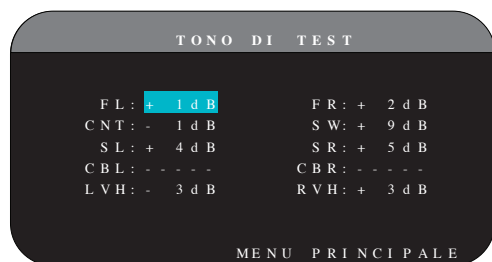 TONO DI TEST
FL: + 1dB FR: + 2dB
CNT: - 1dB SW: + 9dB
SL: + 4dB SR: + 5dB
CBL: - - - - - CBR: - - - - -
LVH: - 3dB RVH: + 3dB
MENU PRINCIPALE